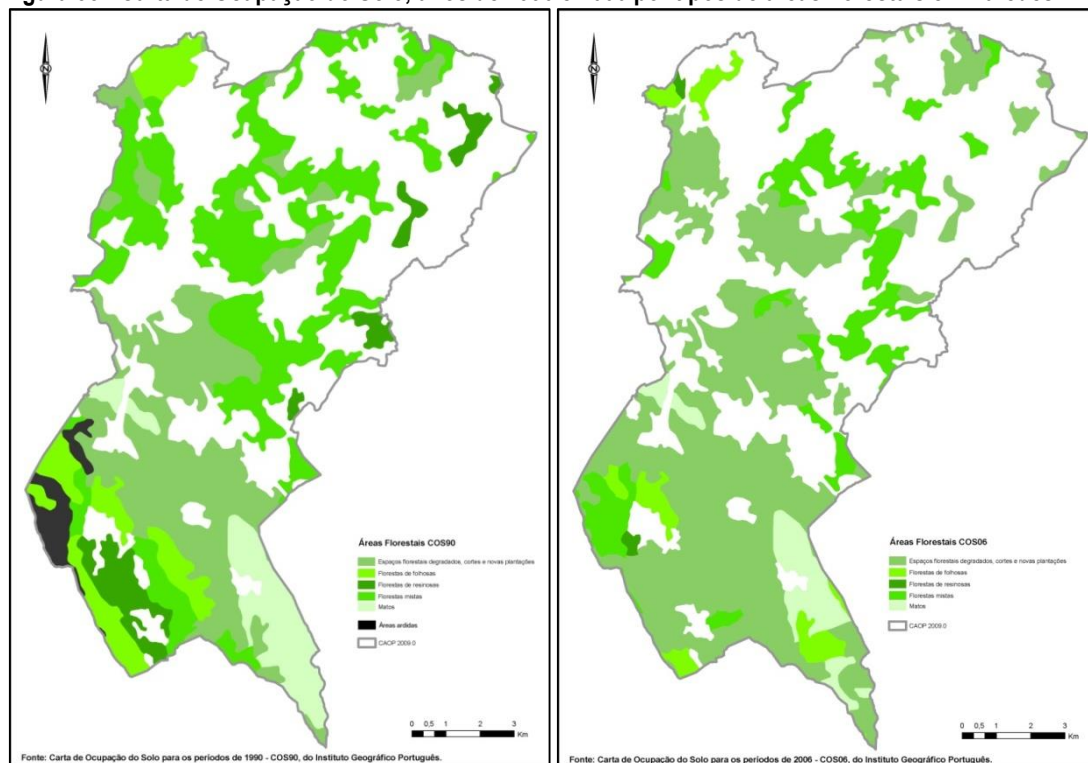 N
Áreas Florestais COS90
Espaços florestais degradados, cortes e novas plantações
Florestas de folhosas
Florestas de resinosas
Florestas mistas
Matos
Áreas ardidas
CAOP 2009.0
0 0,5 1 2 3
Km
Fonte: Carta de Ocupação do Solo para os períodos de 1990 - COS90, do Instituto Geográfico Português.
N
Áreas Florestais COS06
Espaços florestais degradados, cortes e novas plantações
Florestas de folhosas
Florestas de resinosas
Florestas mistas
Matos
CAOP 2009.0
0 0,5 1 2 3
Km
Fonte: Carta de Ocupação do Solo para os períodos de 2006 - COS06, do Instituto Geográfico Português.